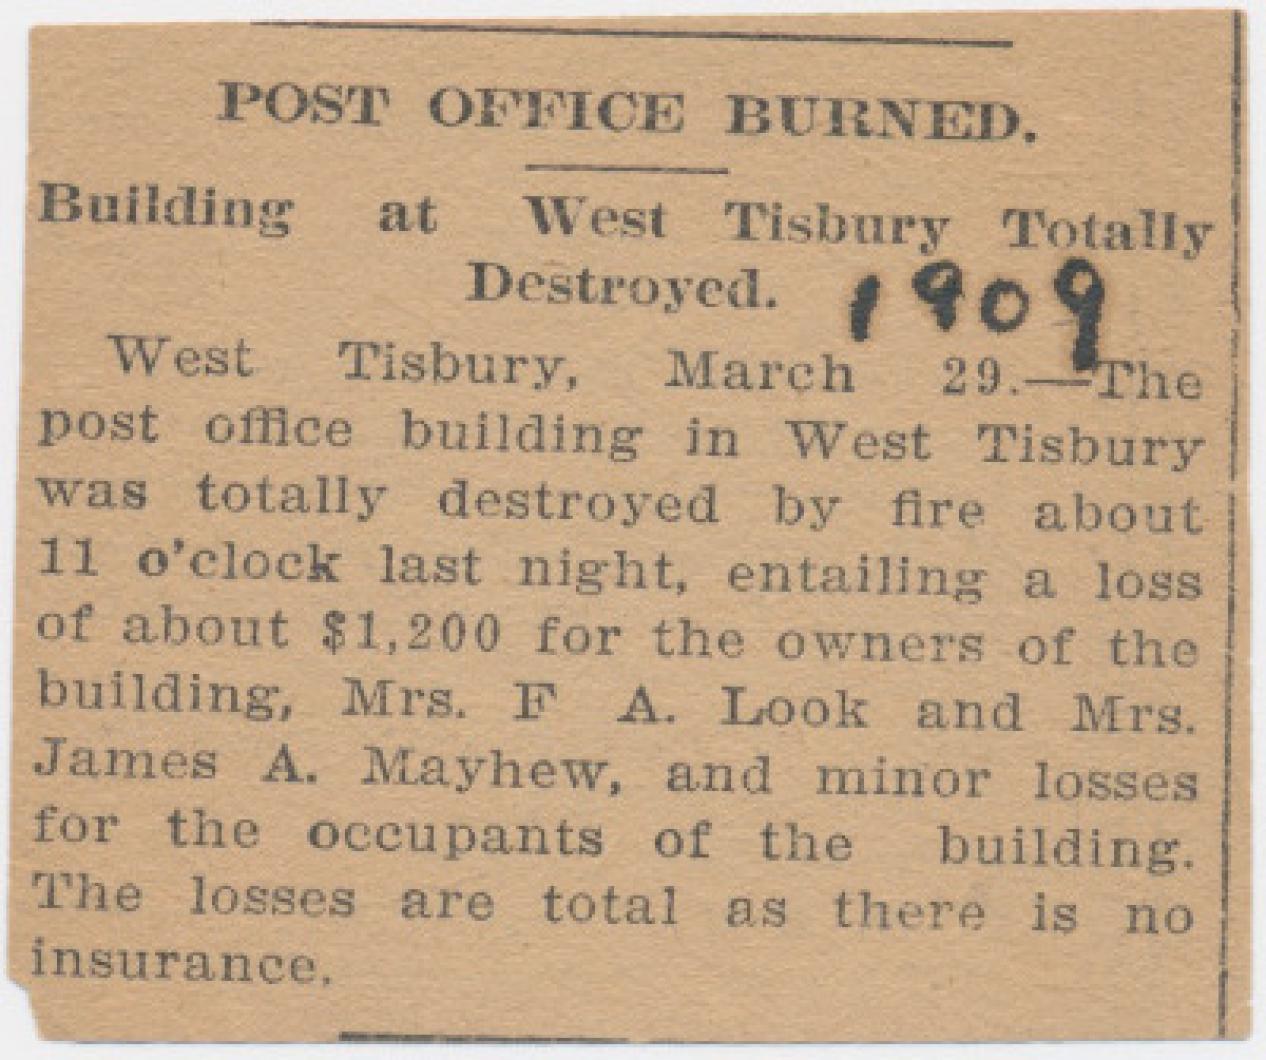 POST OFFICE BURNED.
Building at West Tisbury Totally
Destroyed.
1909
West Tisbury, March 29.—The
post office building in West Tisbury
was totally destroyed by fire about
11 o'clock last night, entailing a loss
of about $1,200 for the owners of the
building, Mrs. F A. Look and Mrs.
James A. Mayhew, and minor losses
for the occupants of the building.
The losses are total as there is no
insurance.